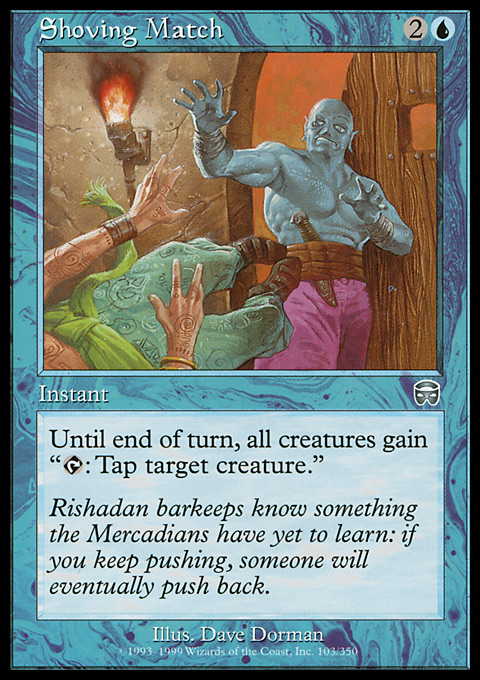 Shoving Match 2
Instant
Until end of turn, all creatures gain
“: Tap target creature.”
Rishadan barkeeps know something
the Mercadians have yet to learn: if
you keep pushing, someone will
eventually push back.
Illus. Dave Dorman
©1993-1999 Wizards of the Coast, Inc. 103/350